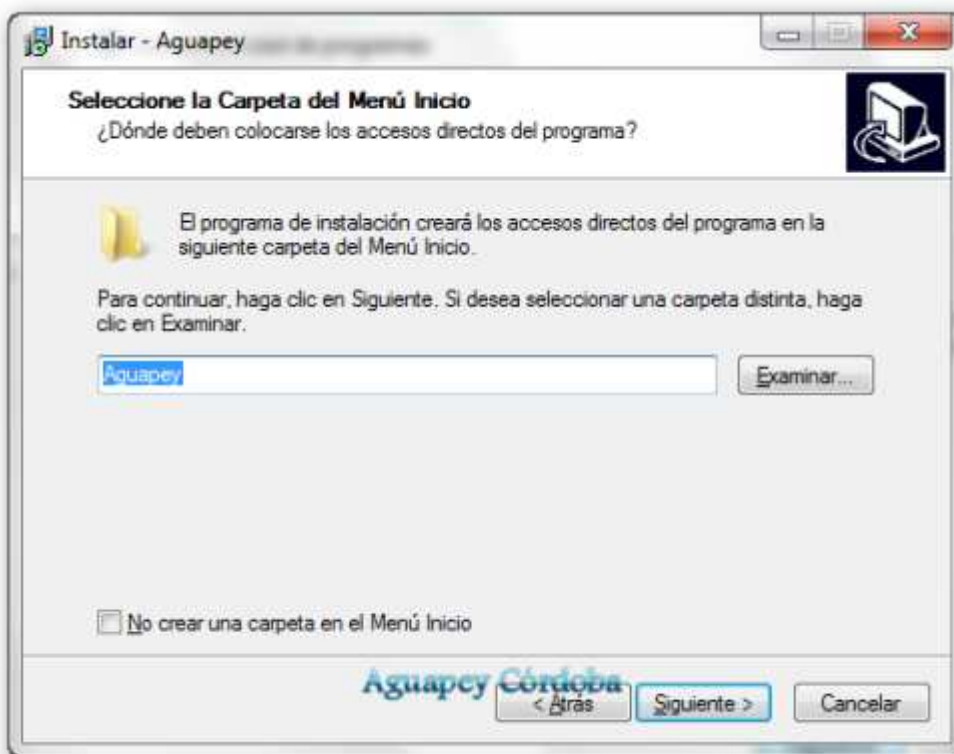 Instalar - Aguapey
Seleccione la Carpeta del Menú Inicio
¿Dónde deben colocarse los accesos directos del programa?
El programa de instalación creará los accesos directos del programa en la
siguiente carpeta del Menú Inicio.
Para continuar, haga clic en Siguiente. Si desea seleccionar una carpeta distinta, haga
clic en Examinar.
Aguapey
Examinar...
No crear una carpeta en el Menú Inicio
Aguapey Córdoba
< Atrás
Siguiente >
Cancelar